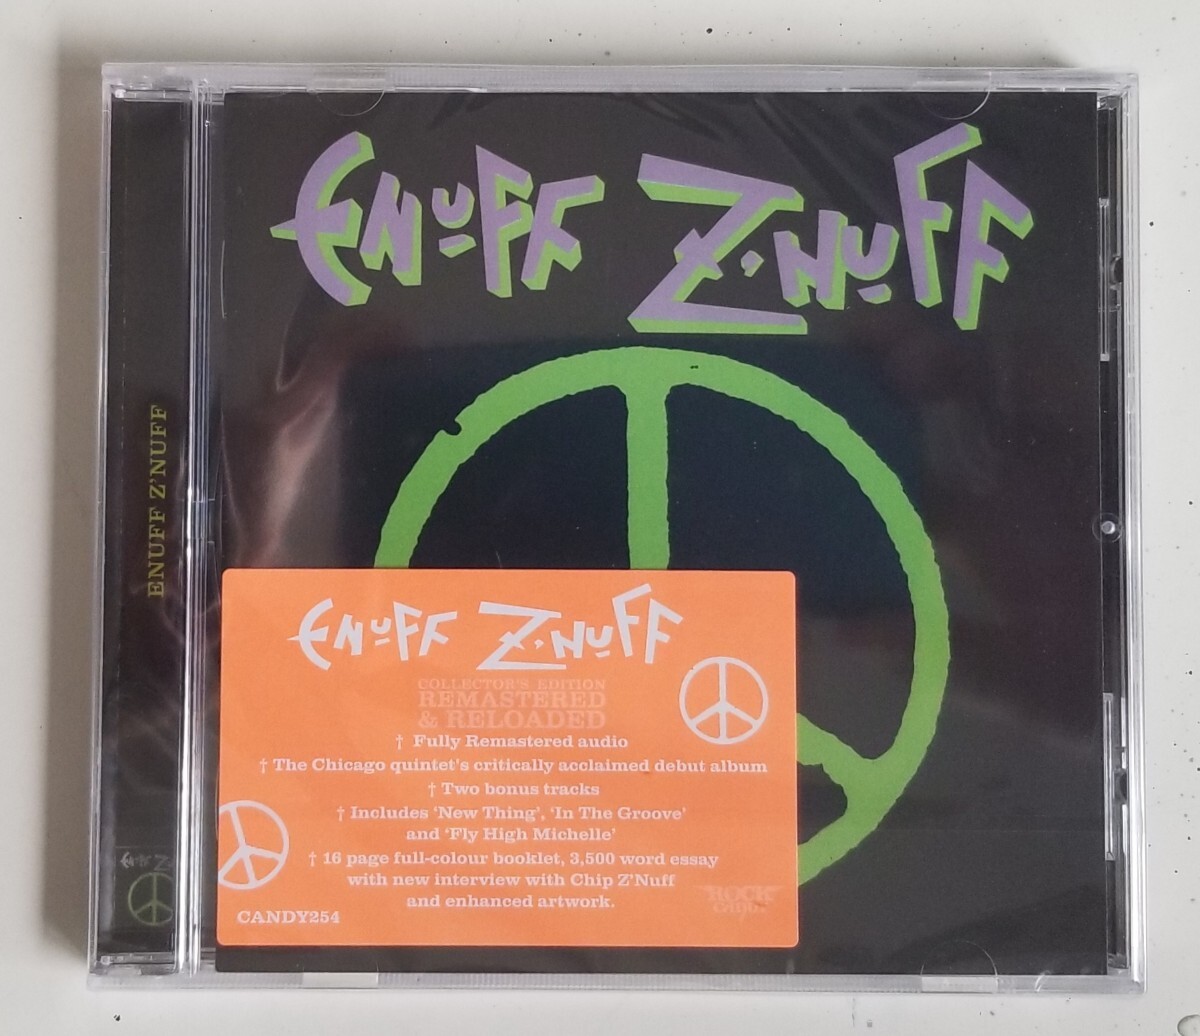 ENUFF Z'NUFF
ENUFF Z'NUFF
ENUFF Z'NUFF
COLLECTOR'S EDITION
REMASTERED
& RELOADED
† Fully Remastered audio
† The Chicago quintet's critically acclaimed debut album
† Two bonus tracks
† Includes ‘New Thing’, ‘In The Groove’
and ‘Fly High Michelle’
† 16 page full-colour booklet, 3,500 word essay
with new interview with Chip Z'Nuff
and enhanced artwork.
CANDY254
ROCK
CANDY
ENUFF Z